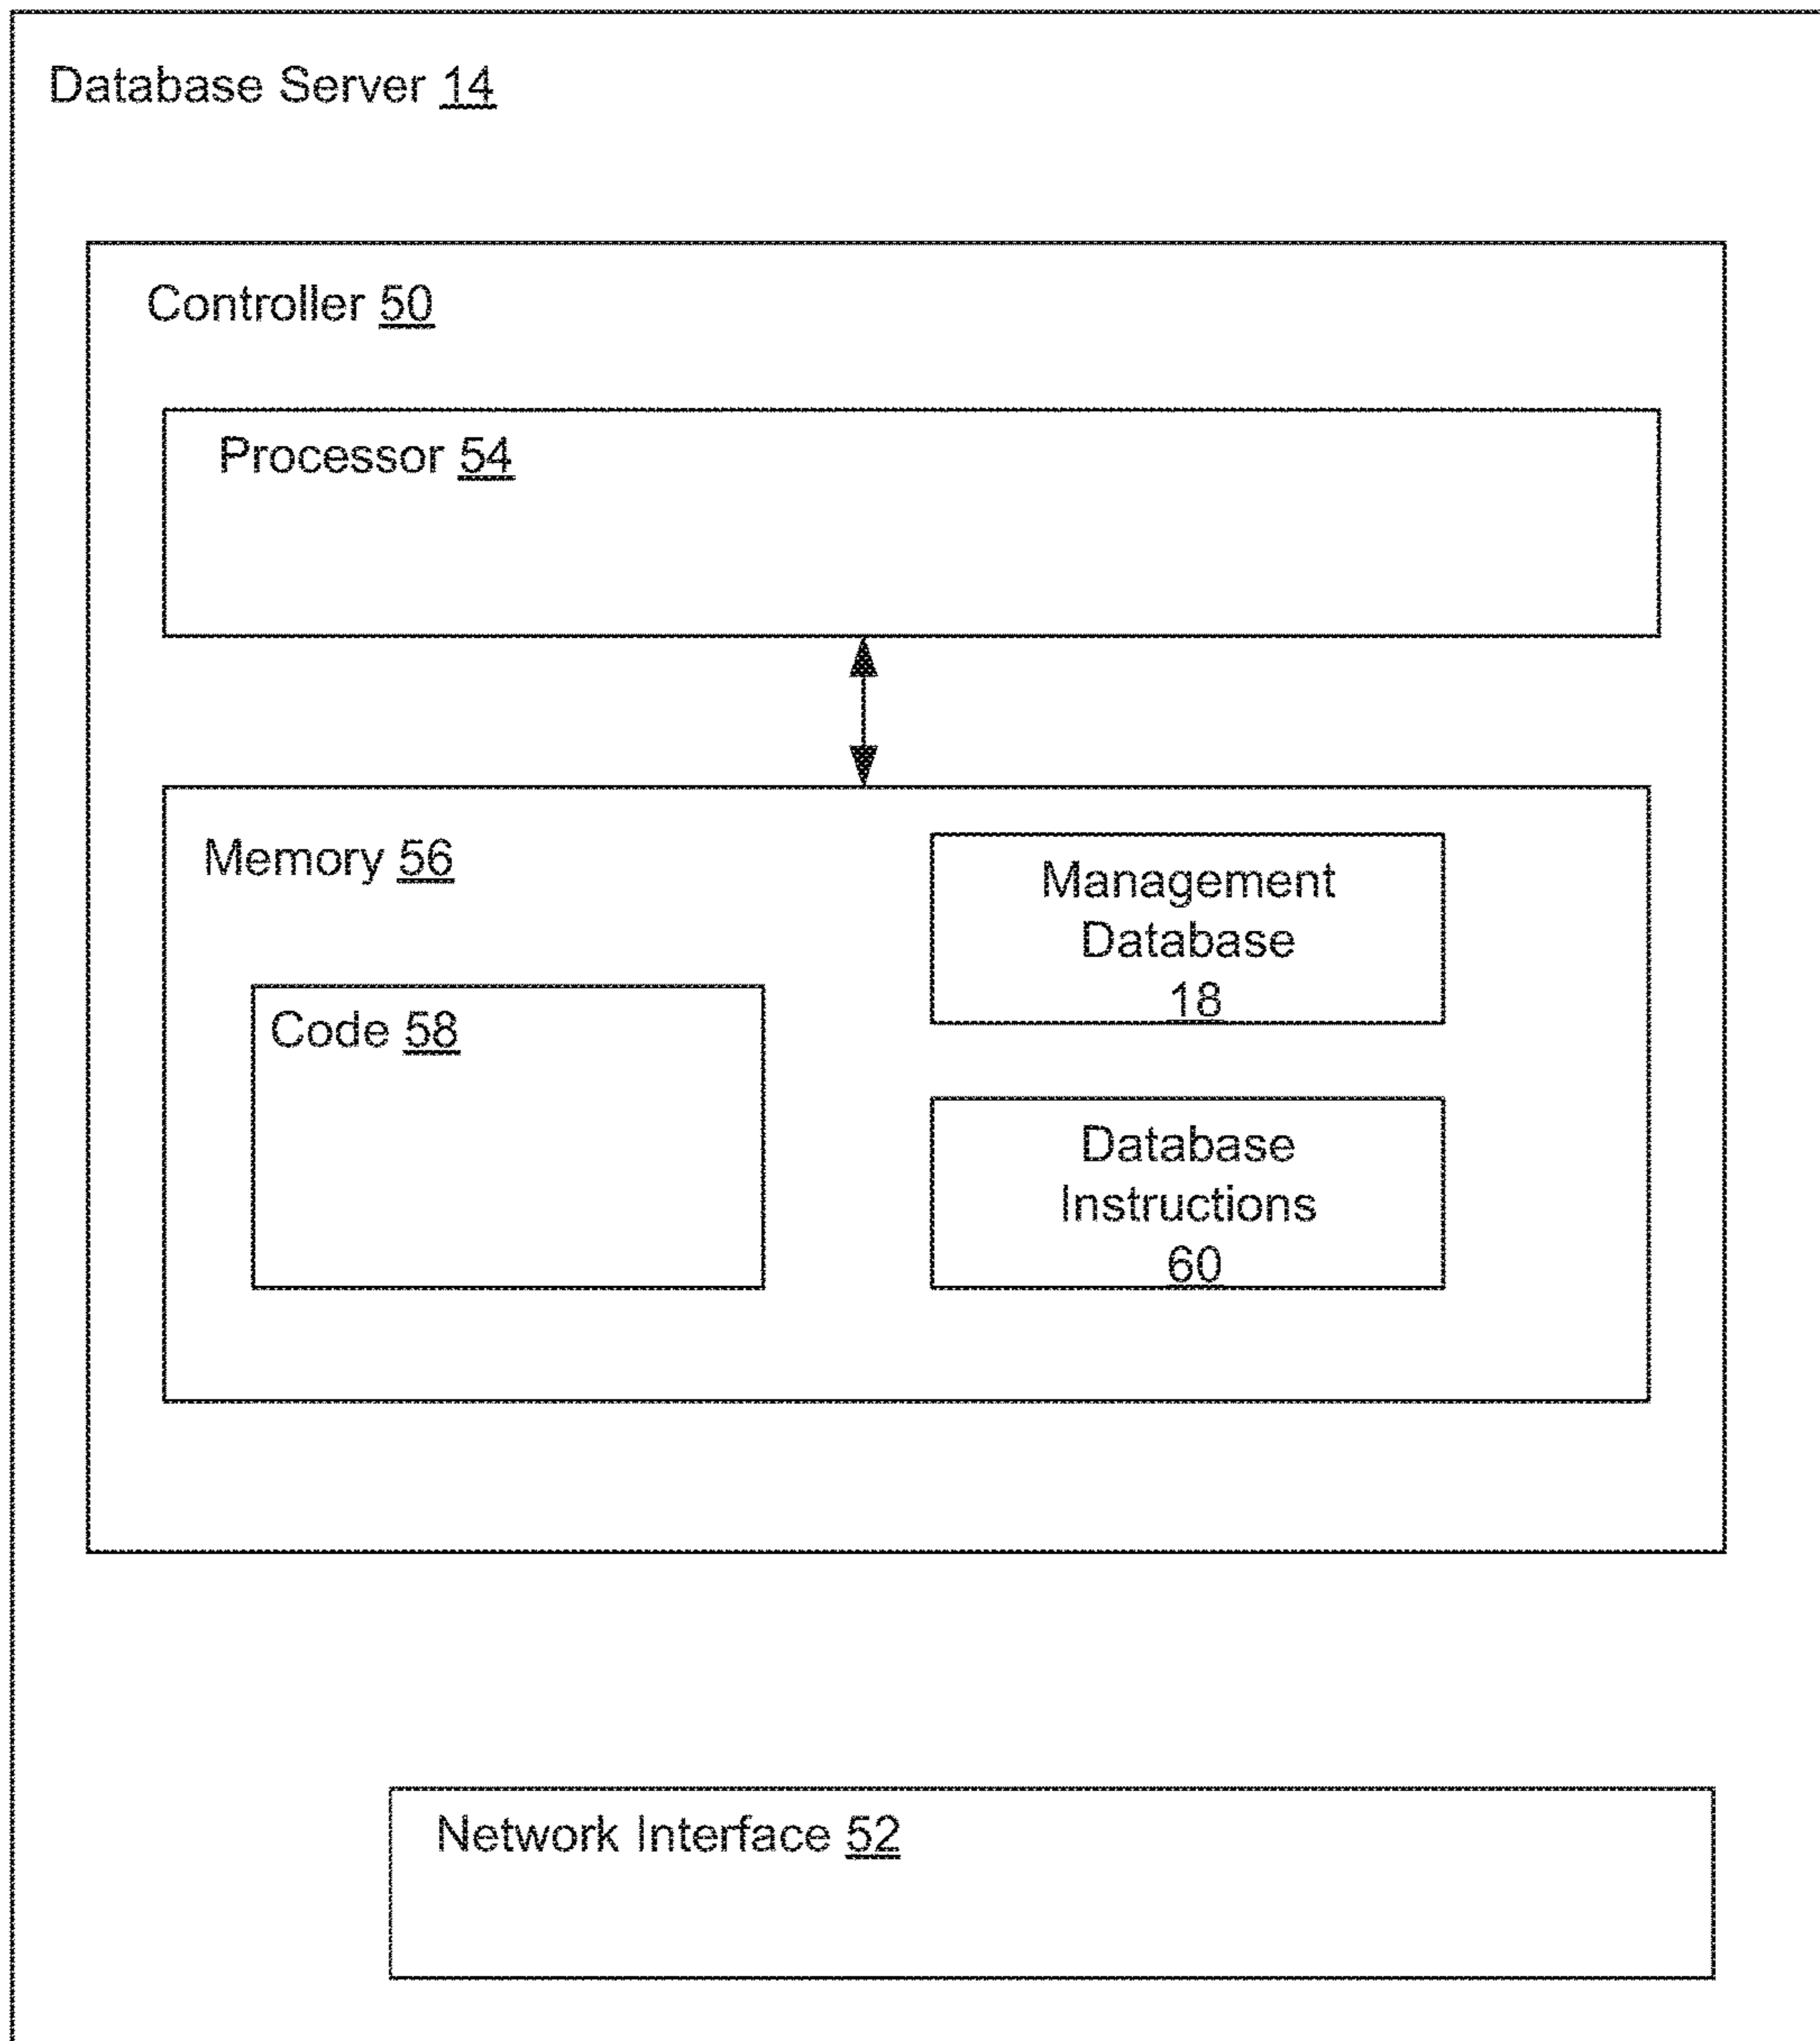 Database Server 14
Controller 50
Processor 54
Memory 56
Management
Database
18
Code 58
Database
Instructions
60
Network Interface 52